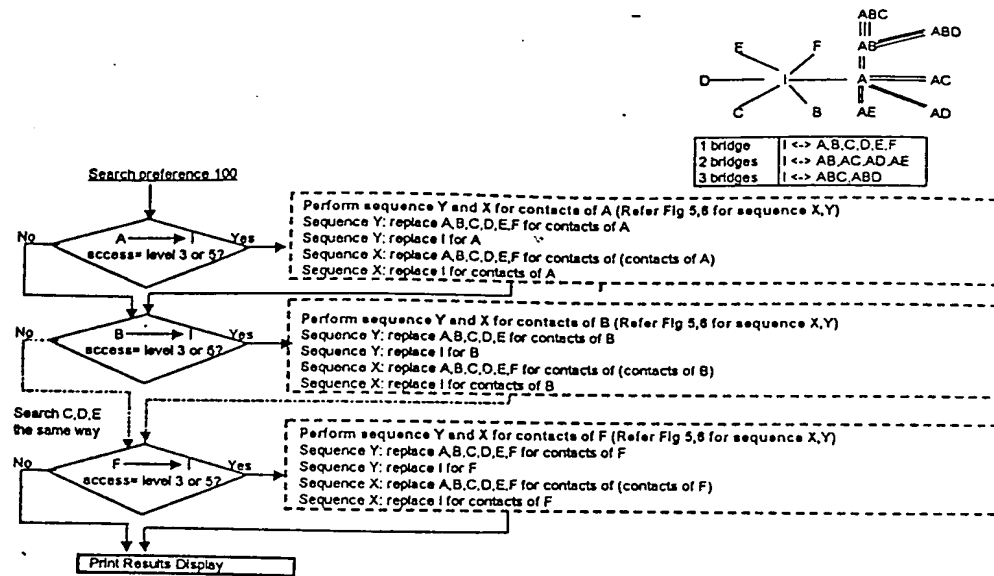 ABC
ABD
AB
E F
D I A AC
C B AE AD
1 bridge I <-> A,B,C,D,E,F
2 bridges I <-> AB,AC,AD,AE
3 bridges I <-> ABC,ABD
Search preference 100
No A I Yes
access= level 3 or 5?
Perform sequence Y and X for contacts of A (Refer Fig 5,6 for sequence X,Y)
Sequence Y: replace A,B,C,D,E,F for contacts of A
Sequence Y: replace I for A
Sequence X: replace A,B,C,D,E,F for contacts of (contacts of A)
Sequence X: replace I for contacts of A
No B I Yes
access= level 3 or 5?
Perform sequence Y and X for contacts of B (Refer Fig 5,6 for sequence X,Y)
Sequence Y: replace A,B,C,D,E for contacts of B
Sequence Y: replace I for B
Sequence X: replace A,B,C,D,E,F for contacts of (contacts of B)
Sequence X: replace I for contacts of B
Search C,D,E
the same way
No F I Yes
access= level 3 or 5?
Perform sequence Y and X for contacts of F (Refer Fig 5,6 for sequence X,Y)
Sequence Y: replace A,B,C,D,E,F for contacts of F
Sequence Y: replace I for F
Sequence X: replace A,B,C,D,E,F for contacts of (contacts of F)
Sequence X: replace I for contacts of F
Print Results Display